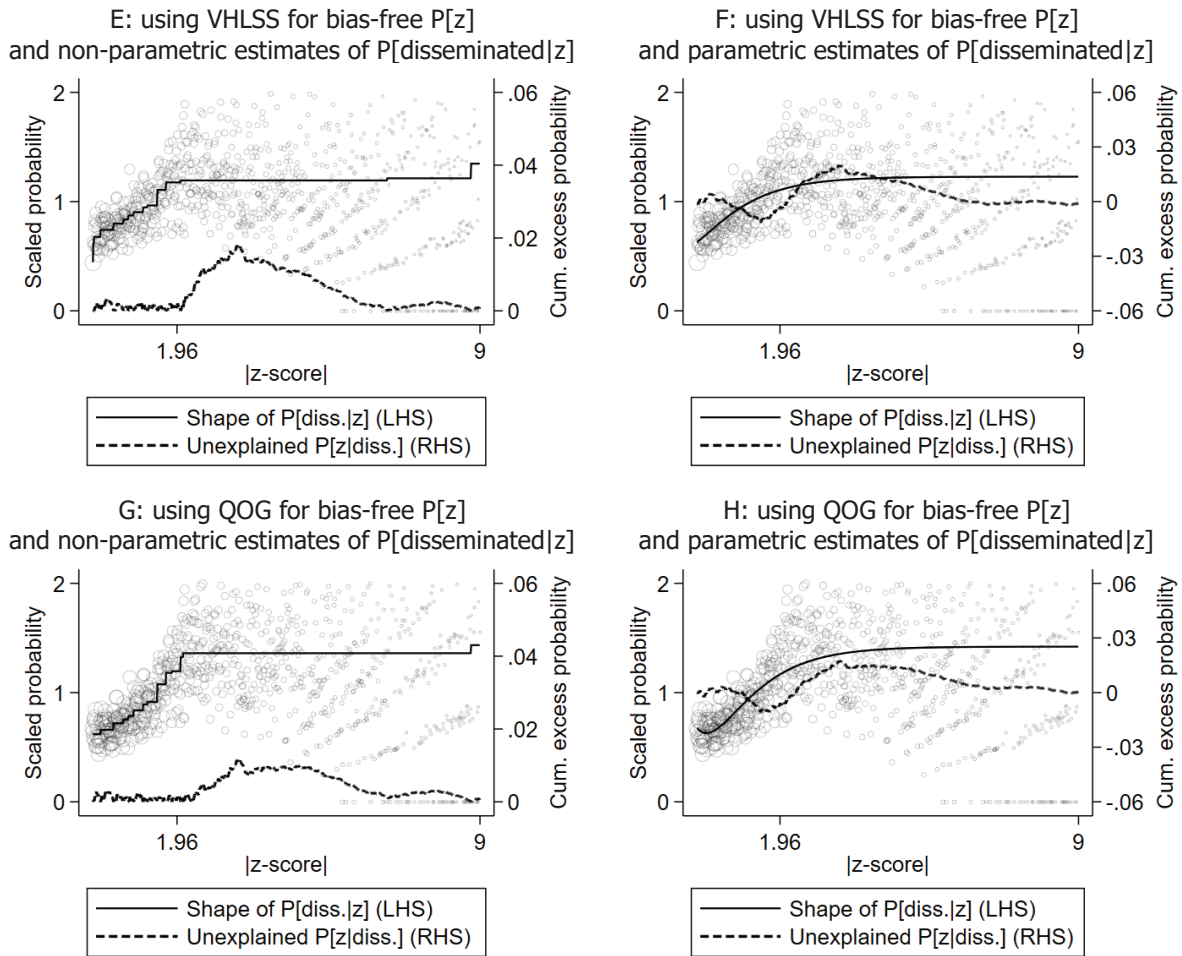 E: using VHLSS for bias-free P[z]
and non-parametric estimates of P[disseminated|z]
Scaled probability
2
1
0
.06
.04
.02
0
Cum. excess probability
1.96
9
|z-score|
Shape of P[diss.|z] (LHS)
Unexplained P[z|diss.] (RHS)
F: using VHLSS for bias-free P[z]
and parametric estimates of P[disseminated|z]
Scaled probability
2
1
0
.06
.03
0
-.03
-.06
Cum. excess probability
1.96
9
|z-score|
Shape of P[diss.|z] (LHS)
Unexplained P[z|diss.] (RHS)
G: using QOG for bias-free P[z]
and non-parametric estimates of P[disseminated|z]
Scaled probability
2
1
0
.06
.04
.02
0
Cum. excess probability
1.96
9
|z-score|
Shape of P[diss.|z] (LHS)
Unexplained P[z|diss.] (RHS)
H: using QOG for bias-free P[z]
and parametric estimates of P[disseminated|z]
Scaled probability
2
1
0
.06
.03
0
-.03
-.06
Cum. excess probability
1.96
9
|z-score|
Shape of P[diss.|z] (LHS)
Unexplained P[z|diss.] (RHS)